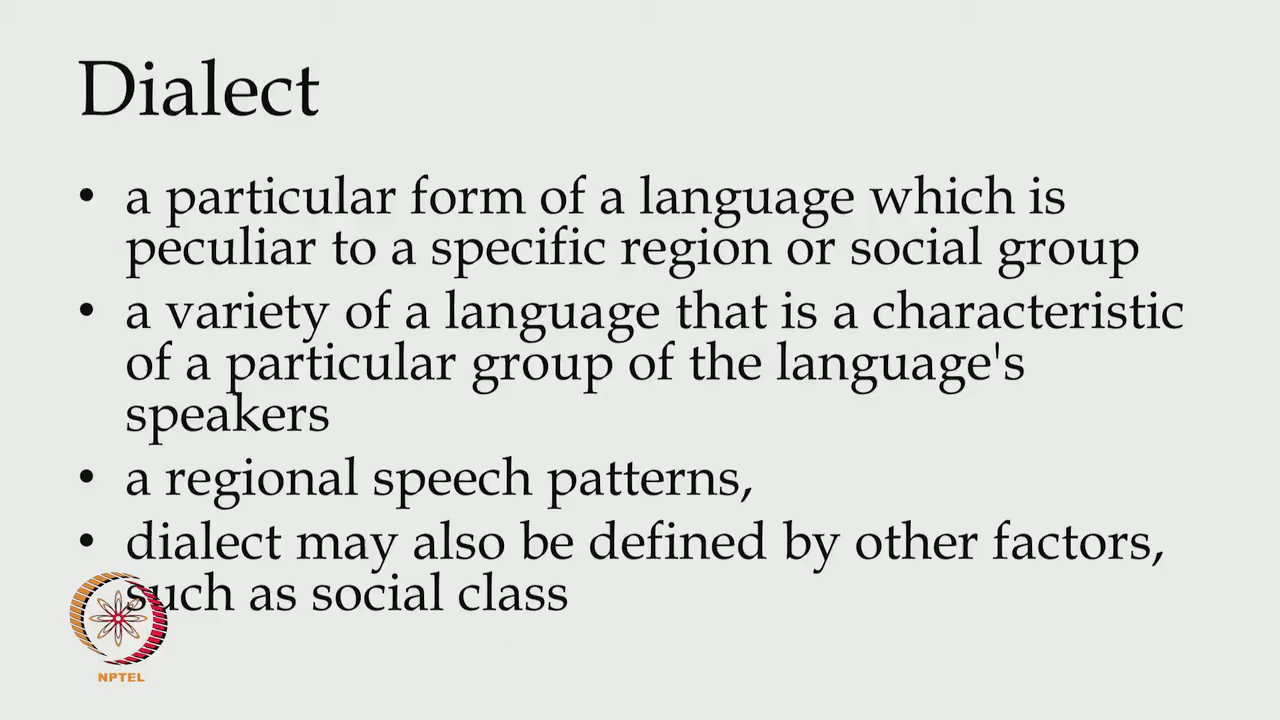 Dialect
• a particular form of a language which is
peculiar to a specific region or social group
• a variety of a language that is a characteristic
of a particular group of the language's
speakers
• a regional speech patterns,
• dialect may also be defined by other factors,
such as social class
NPTEL